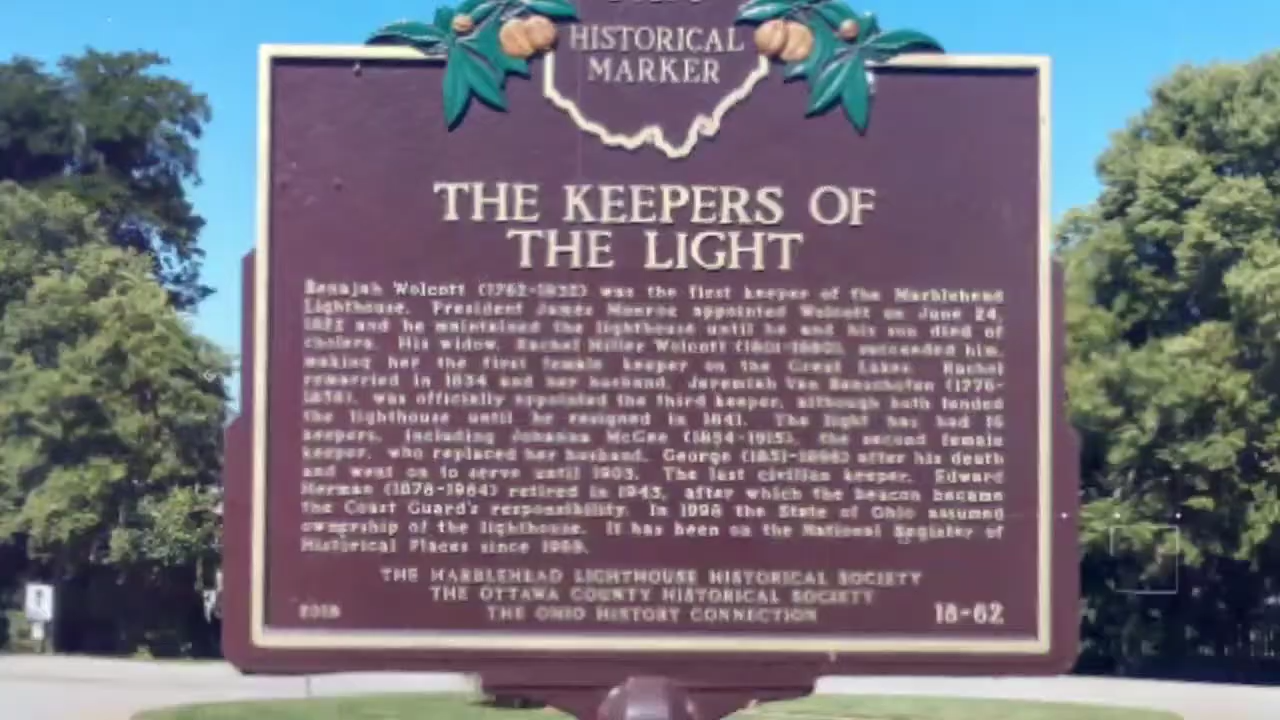 HISTORICAL
MARKER
THE KEEPERS OF
THE LIGHT
Benajah Wolcott (1762-1832) was the first keeper of the Marblehead
Lighthouse. President James Monroe appointed Wolcott on June 24,
1822 and he maintained the lighthouse until he and his son died of
cholera. His widow, Rachel Miller Wolcott succeeded him,
making her the first female keeper on the Great Lakes. Rachel
remarried in 1834 and her husband, Jeremiah Van Benschoten (1776-
was officially appointed the third keeper, although both tended
the lighthouse until he resigned in 1841. The light has had 15
keepers, including Johanna McGee (1854-1915), the second female
keeper, who replaced her husband, George (1851-1896) after his death
and went on to serve until 1903. The last civilian keeper, Edward
Herman (1878-1964) retired in 1943, after which the beacon became
the Coast Guard's responsibility. In 1998 the State of Ohio assumed
ownership of the lighthouse. It has been on the National Register of
Historical Places since 1969.
THE MARBLEHEAD LIGHTHOUSE HISTORICAL SOCIETY
THE OTTAWA COUNTY HISTORICAL SOCIETY
THE OHIO HISTORY CONNECTION
18-62